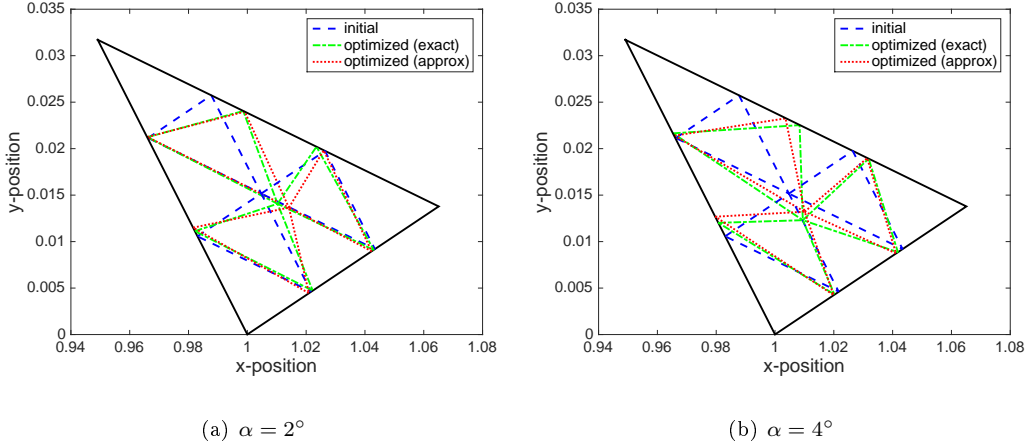 0.035
0.03
0.025
0.02
0.015
0.01
0.005
0
y-position
0.94 0.96 0.98 1 1.02 1.04 1.06 1.08
x-position
initial
optimized (exact)
optimized (approx)
(a) α = 2°
0.035
0.03
0.025
0.02
0.015
0.01
0.005
0
y-position
0.94 0.96 0.98 1 1.02 1.04 1.06 1.08
x-position
initial
optimized (exact)
optimized (approx)
(b) α = 4°